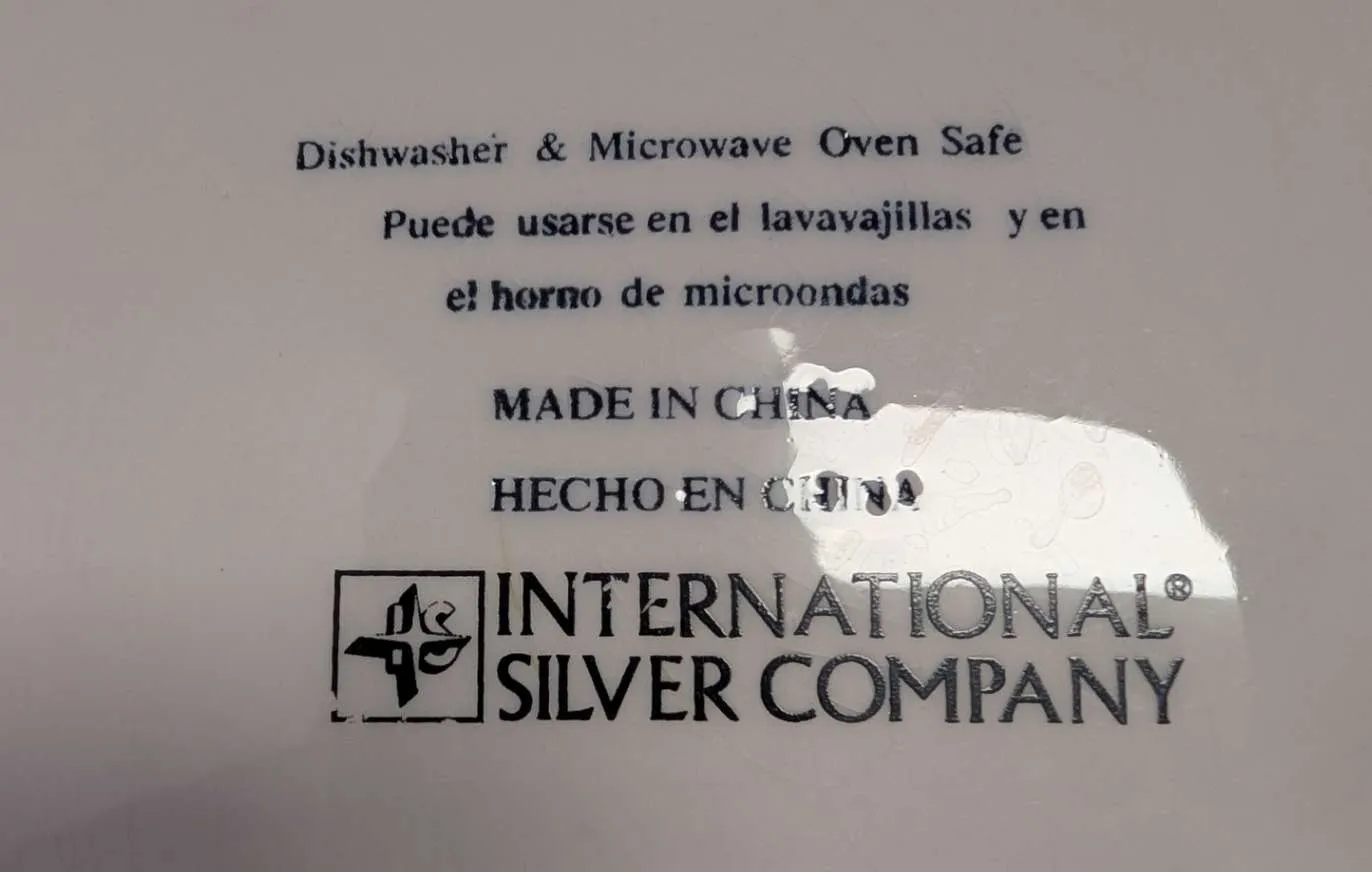 Dishwasher & Microwave Oven Safe
Puede usarse en el lavavajillas y en
el horno de microondas
MADE IN CHINA
HECHO EN CHINA
INTERNATIONAL®
SILVER COMPANY